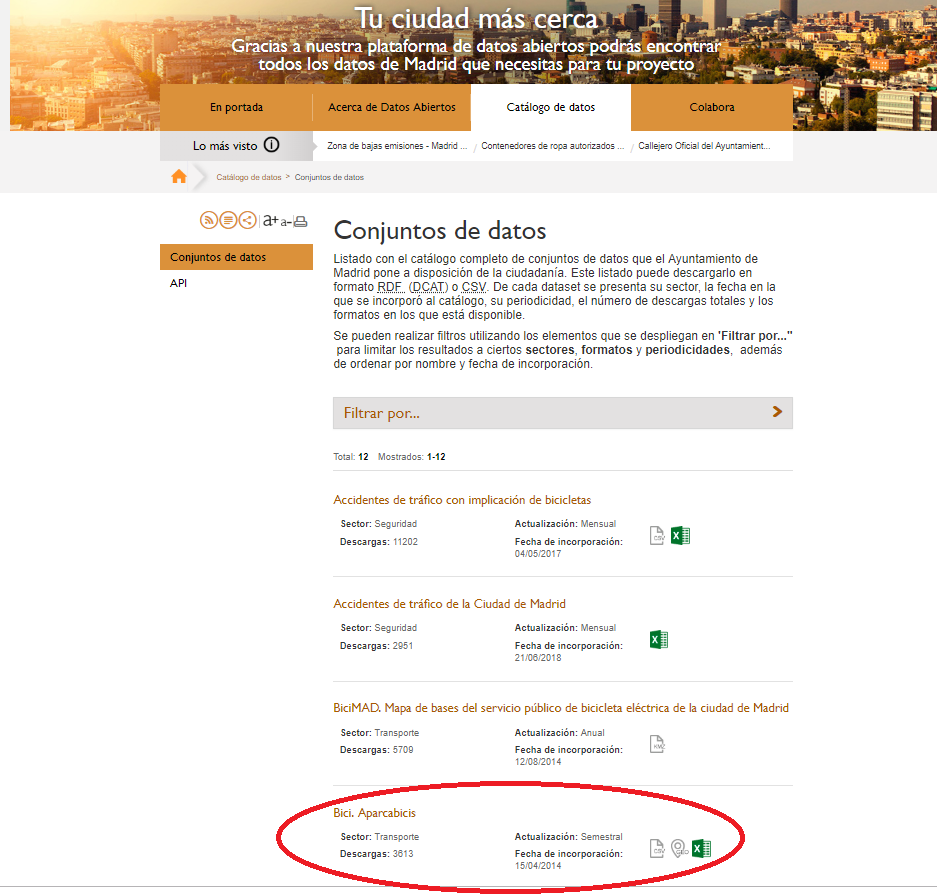 Tu ciudad más cerca
Gracias a nuestra plataforma de datos abiertos podrás encontrar
todos los datos de Madrid que necesitas para tu proyecto
En portada
Acerca de Datos Abiertos
Catálogo de datos
Colabora
Lo más visto
Zona de bajas emisiones - Madrid ... / Contenedores de ropa autorizados ... / Callejero Oficial del Ayuntamient...
Catálogo de datos > Conjuntos de datos
a+ a-
Conjuntos de datos
API
Conjuntos de datos
Listado con el catálogo completo de conjuntos de datos que el Ayuntamiento de
Madrid pone a disposición de la ciudadanía. Este listado puede descargarlo en
formato RDF (DCAT) o CSV. De cada dataset se presenta su sector, la fecha en la
que se incorporó al catálogo, su periodicidad, el número de descargas totales y los
formatos en los que está disponible.
Se pueden realizar filtros utilizando los elementos que se despliegan en 'Filtrar por..."
para limitar los resultados a ciertos sectores, formatos y periodicidades, además
de ordenar por nombre y fecha de incorporación.
Filtrar por...
Total: 12 Mostrados: 1-12
Accidentes de tráfico con implicación de bicicletas
Sector: Seguridad
Descargas: 11202
Actualización: Mensual
Fecha de incorporación:
04/05/2017
CSV
X
Accidentes de tráfico de la Ciudad de Madrid
Sector: Seguridad
Descargas: 2951
Actualización: Mensual
Fecha de incorporación:
21/06/2018
X
BiciMAD. Mapa de bases del servicio público de bicicleta eléctrica de la ciudad de Madrid
Sector: Transporte
Descargas: 5709
Actualización: Anual
Fecha de incorporación:
12/08/2014
KMZ
Bici. Aparcabicis
Sector: Transporte
Descargas: 3613
Actualización: Semestral
Fecha de incorporación:
15/04/2014
CSV
GEO
X